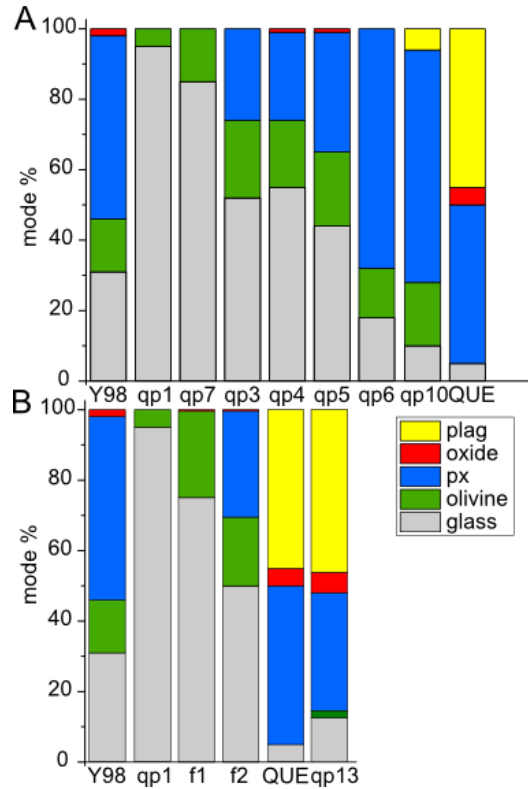 A
100
80
60
40
20
0
mode %
Y98 qp1 qp7 qp3 qp4 qp5 qp6 qp10 QUE
B
100
80
60
40
20
0
mode %
Y98 qp1 f1 f2 QUE qp13
plag
oxide
px
olivine
glass